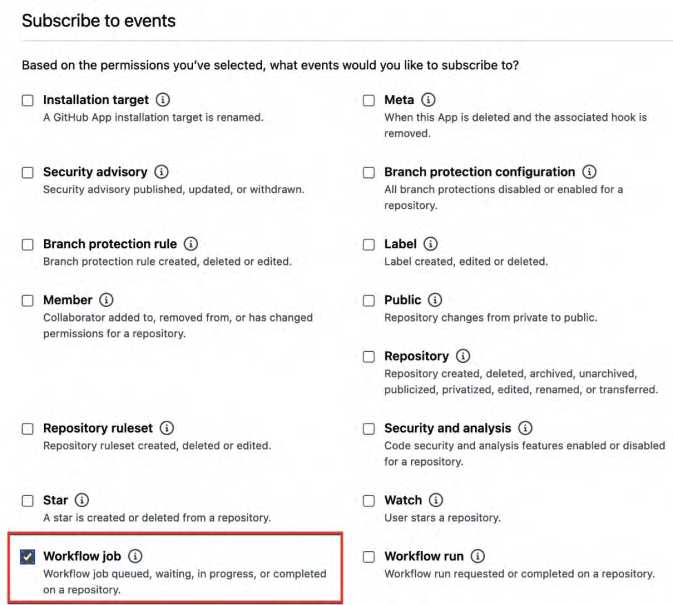 Subscribe to events
Based on the permissions you've selected, what events would you like to subscribe to?
Installation target
A GitHub App installation target is renamed.
Meta
When this App is deleted and the associated hook is
removed.
Security advisory
Security advisory published, updated, or withdrawn.
Branch protection configuration
All branch protections disabled or enabled for a
repository.
Branch protection rule
Branch protection rule created, deleted or edited.
Label
Label created, edited or deleted.
Member
Collaborator added to, removed from, or has changed
permissions for a repository.
Public
Repository changes from private to public.
Repository
Repository created, deleted, archived, unarchived,
publicized, privatized, edited, renamed, or transferred.
Repository ruleset
Repository ruleset created, deleted or edited.
Security and analysis
Code security and analysis features enabled or disabled
for a repository.
Star
A star is created or deleted from a repository.
Watch
User stars a repository.
Workflow job
Workflow job queued, waiting, in progress, or completed
on a repository.
Workflow run
Workflow run requested or completed on a repository.